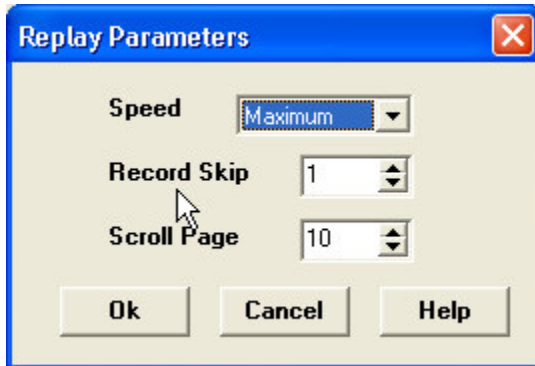 Replay Parameters
Speed Maximum
Record Skip 1
Scroll Page 10
Ok Cancel Help